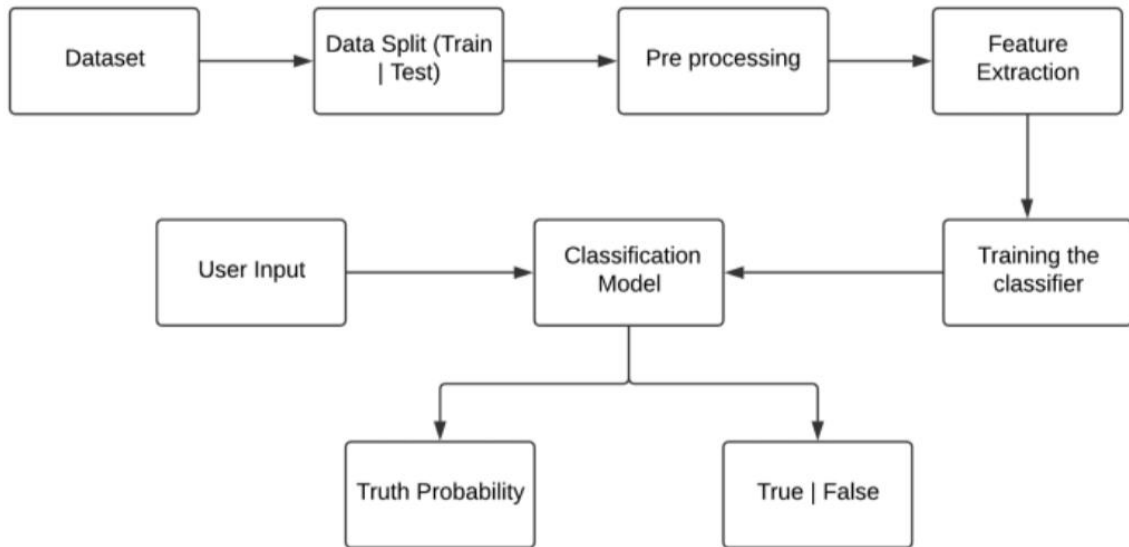 Dataset
Data Split (Train
| Test)
Pre processing
Feature
Extraction
User Input
Classification
Model
Training the
classifier
Truth Probability
True | False